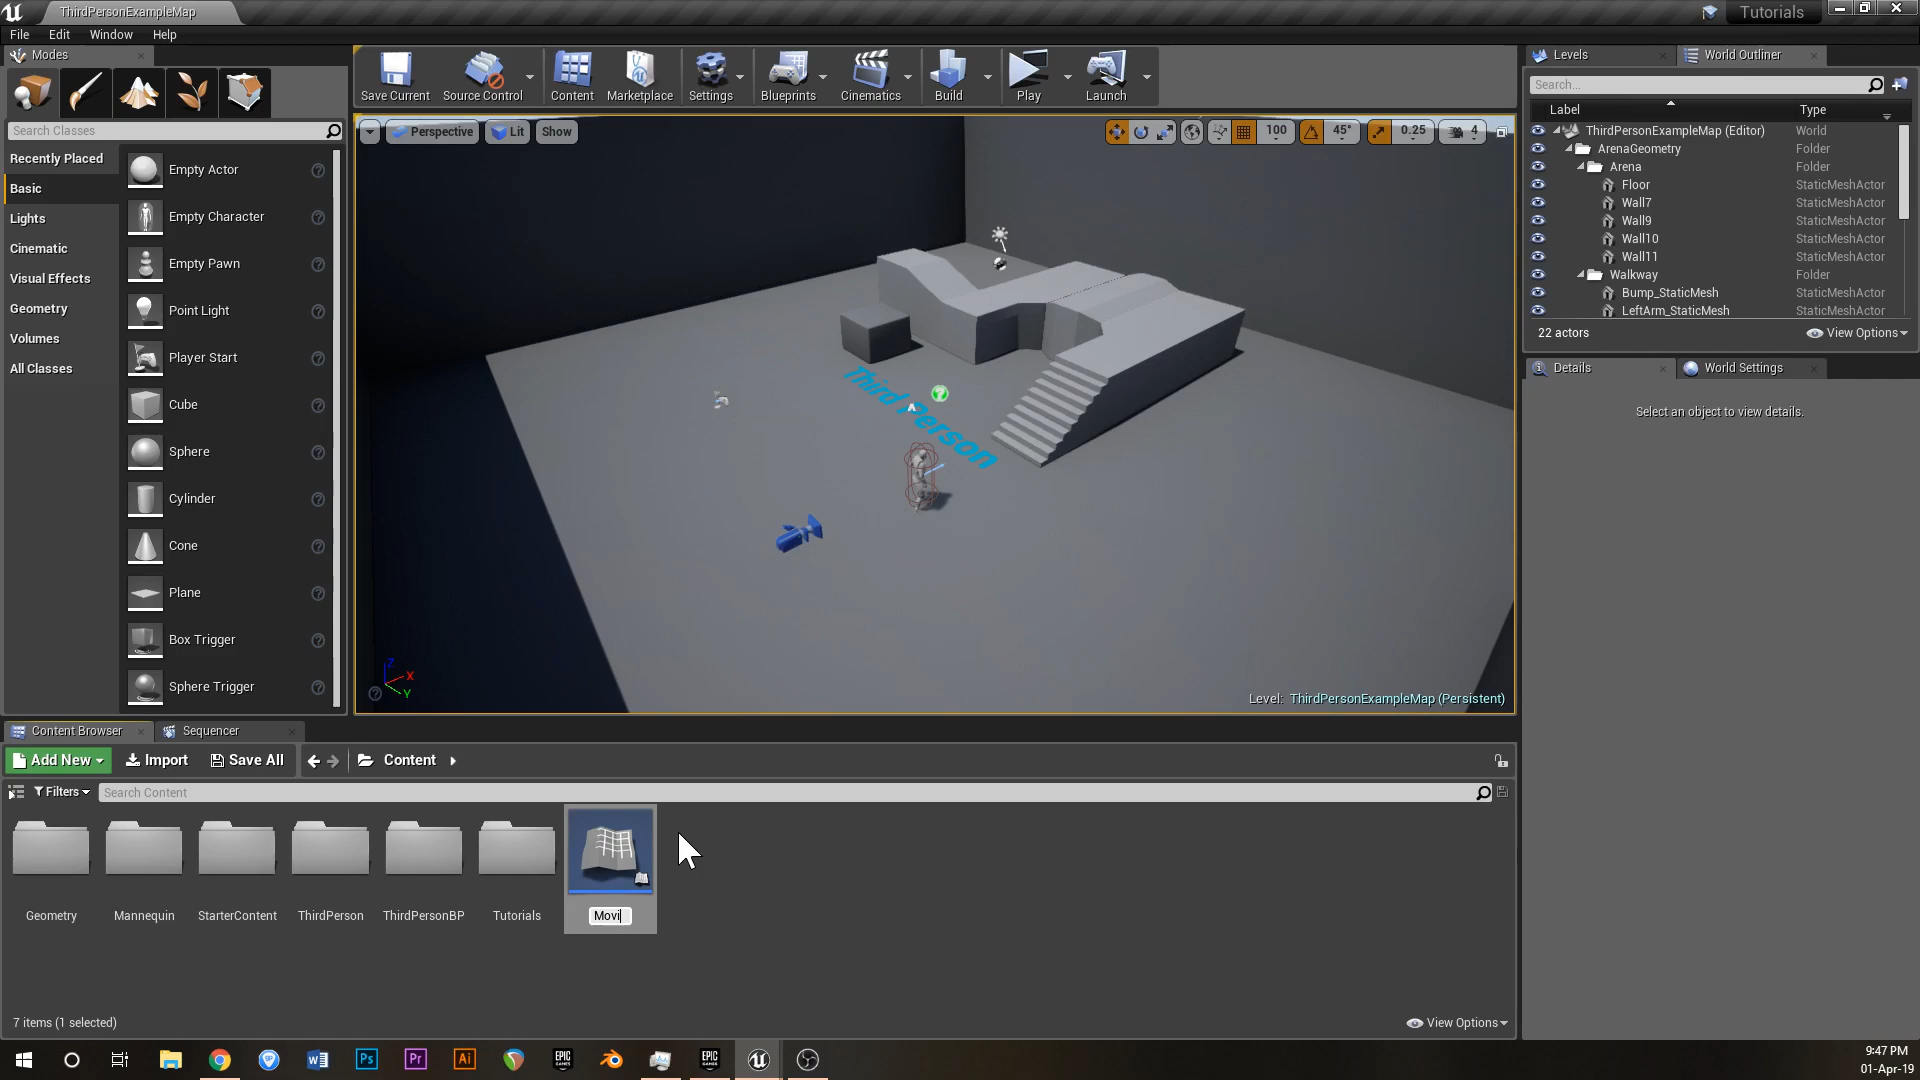 ThirdPersonExampleMap
Tutorials
File Edit Window Help
Modes
Levels
World Outliner
Save Current
Source Control
Content
Marketplace
Settings
Blueprints
Cinematics
Build
Play
Launch
Search...
Label
Type
Search Classes
Perspective
Lit
Show
100
45°
0.25
4
Recently Placed
Basic
Lights
Cinematic
Visual Effects
Geometry
Volumes
All Classes
Empty Actor
Empty Character
Empty Pawn
Point Light
Player Start
Cube
Sphere
Cylinder
Cone
Plane
Box Trigger
Sphere Trigger
Third Person
Z
X
Y
Level: ThirdPersonExampleMap (Persistent)
ThirdPersonExampleMap (Editor) World
ArenaGeometry Folder
Arena Folder
Floor StaticMeshActor
Wall7 StaticMeshActor
Wall9 StaticMeshActor
Wall10 StaticMeshActor
Wall11 StaticMeshActor
Walkway Folder
Bump_StaticMesh StaticMeshActor
LeftArm_StaticMesh StaticMeshActor
22 actors
View Options
Details
World Settings
Select an object to view details.
Content Browser
Sequencer
Add New
Import
Save All
Content
Filters
Search Content
Geometry
Mannequin
StarterContent
ThirdPerson
ThirdPersonBP
Tutorials
Movi
7 items (1 selected)
View Options
Ps
Pr
Ai
EPIC GAMES
EPIC GAMES
9:47 PM
01-Apr-19